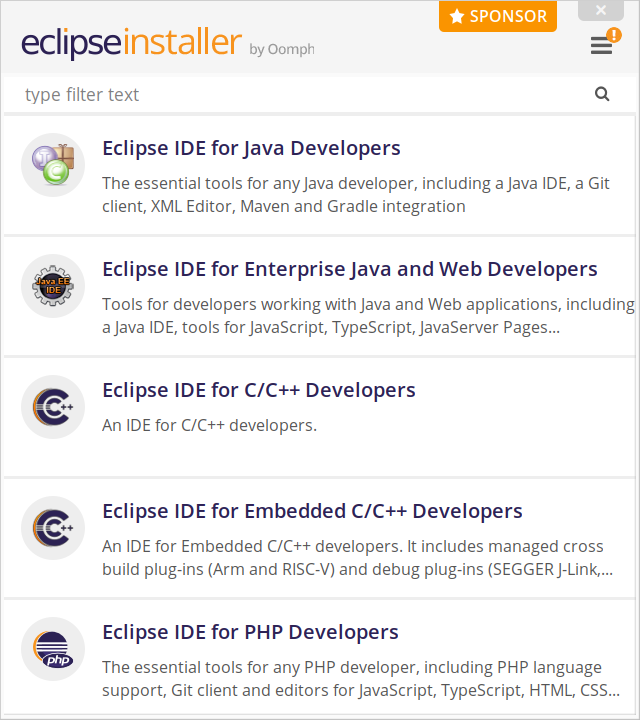 SPONSOR
eclipseinstaller by Oomph
!
type filter text
Eclipse IDE for Java Developers
The essential tools for any Java developer, including a Java IDE, a Git
client, XML Editor, Maven and Gradle integration
J
C
Eclipse IDE for Enterprise Java and Web Developers
Java EE
IDE
Tools for developers working with Java and Web applications, including
a Java IDE, tools for JavaScript, TypeScript, JavaServer Pages...
Eclipse IDE for C/C++ Developers
C++
An IDE for C/C++ developers.
Eclipse IDE for Embedded C/C++ Developers
C++
An IDE for Embedded C/C++ developers. It includes managed cross
build plug-ins (Arm and RISC-V) and debug plug-ins (SEGGER J-Link,...
Eclipse IDE for PHP Developers
php
The essential tools for any PHP developer, including PHP language
support, Git client and editors for JavaScript, TypeScript, HTML, CSS...